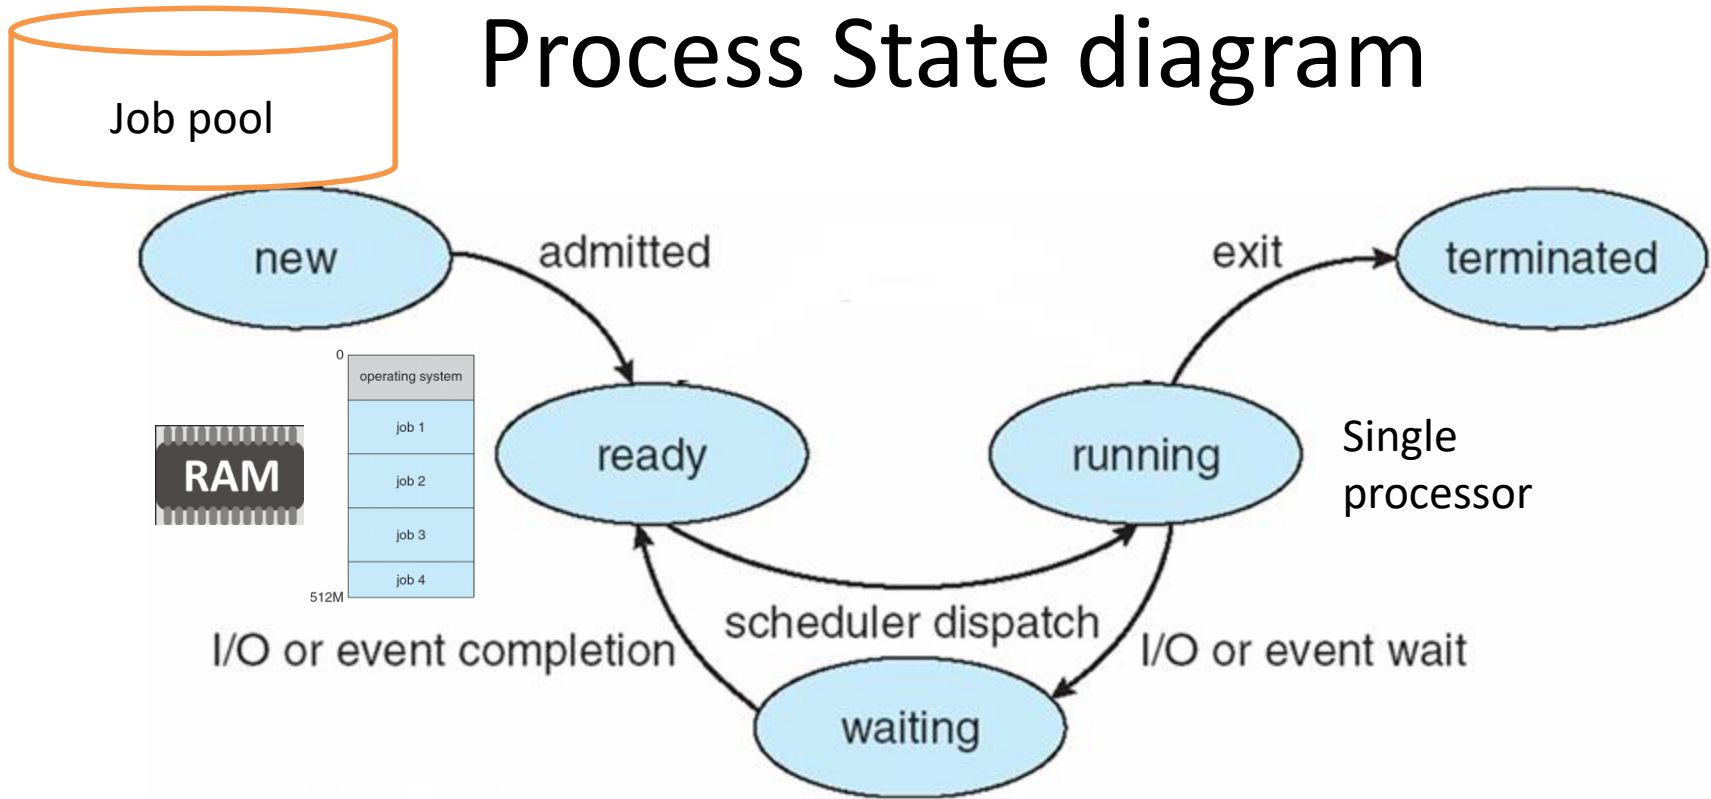 Process State diagram
Job pool
new
admitted
exit
terminated
0
operating system
job 1
job 2
job 3
job 4
512M
RAM
ready
running
Single
processor
scheduler dispatch
I/O or event completion
I/O or event wait
waiting